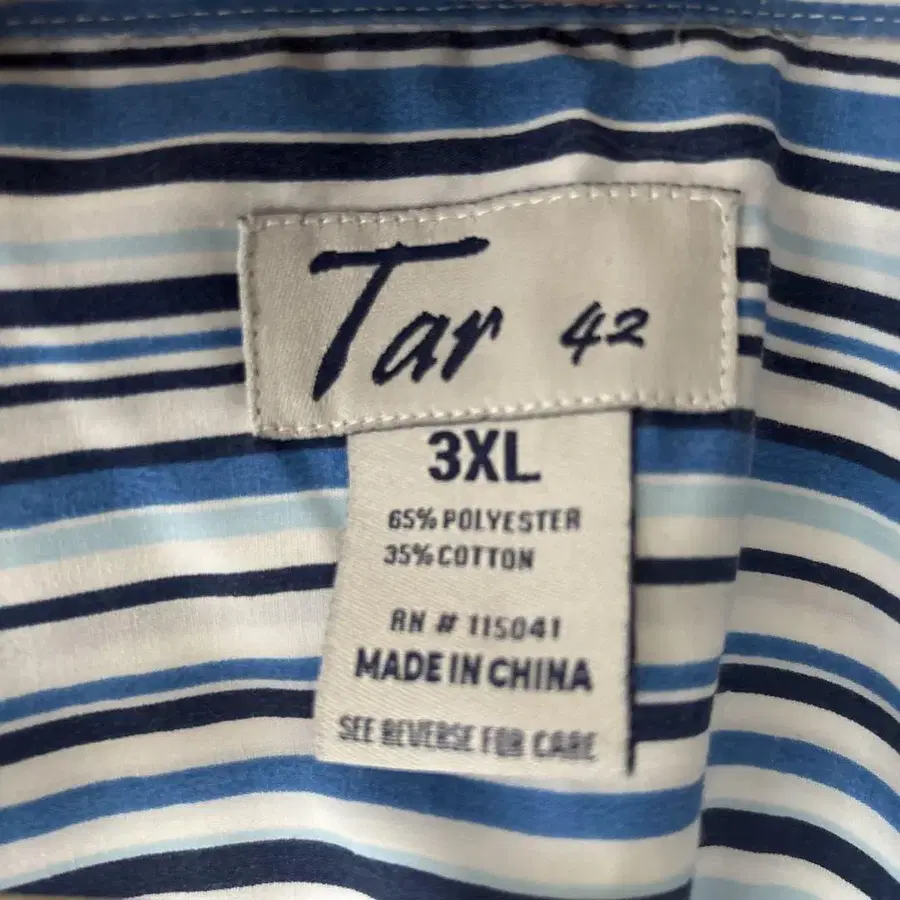 Tar 42
3XL
65% POLYESTER
35% COTTON
RN # 115041
MADE IN CHINA
SEE REVERSE FOR CARE